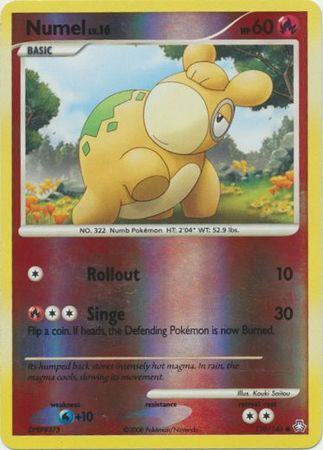 Numel LV.16 HP 60
BASIC
NO. 322 Numb Pokémon HT: 2'04" WT: 52.9 lbs.
Rollout 10
Singe 30
Flip a coin. If heads, the Defending Pokémon is now Burned.
Its humped back stores intensely hot magma. In rain, the
magma cools, slowing its movement.
Illus. Kouki Saitou
weakness resistance retreat cost
+10
©2008 Pokémon/Nintendo